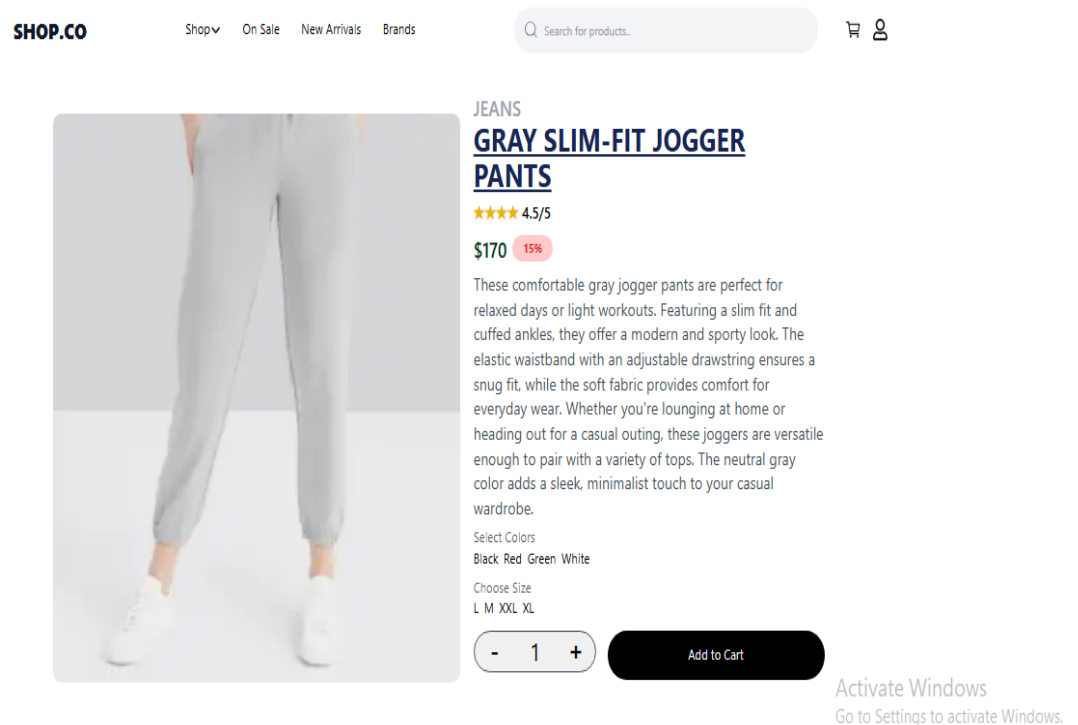 SHOP.CO
Shop On Sale New Arrivals Brands
Search for products..
JEANS
GRAY SLIM-FIT JOGGER
PANTS
4.5/5
$170 15%
These comfortable gray jogger pants are perfect for
relaxed days or light workouts. Featuring a slim fit and
cuffed ankles, they offer a modern and sporty look. The
elastic waistband with an adjustable drawstring ensures a
snug fit, while the soft fabric provides comfort for
everyday wear. Whether you're lounging at home or
heading out for a casual outing, these joggers are versatile
enough to pair with a variety of tops. The neutral gray
color adds a sleek, minimalist touch to your casual
wardrobe.
Select Colors
Black Red Green White
Choose Size
L M XXL XL
- 1 + Add to Cart
Activate Windows
Go to Settings to activate Windows.